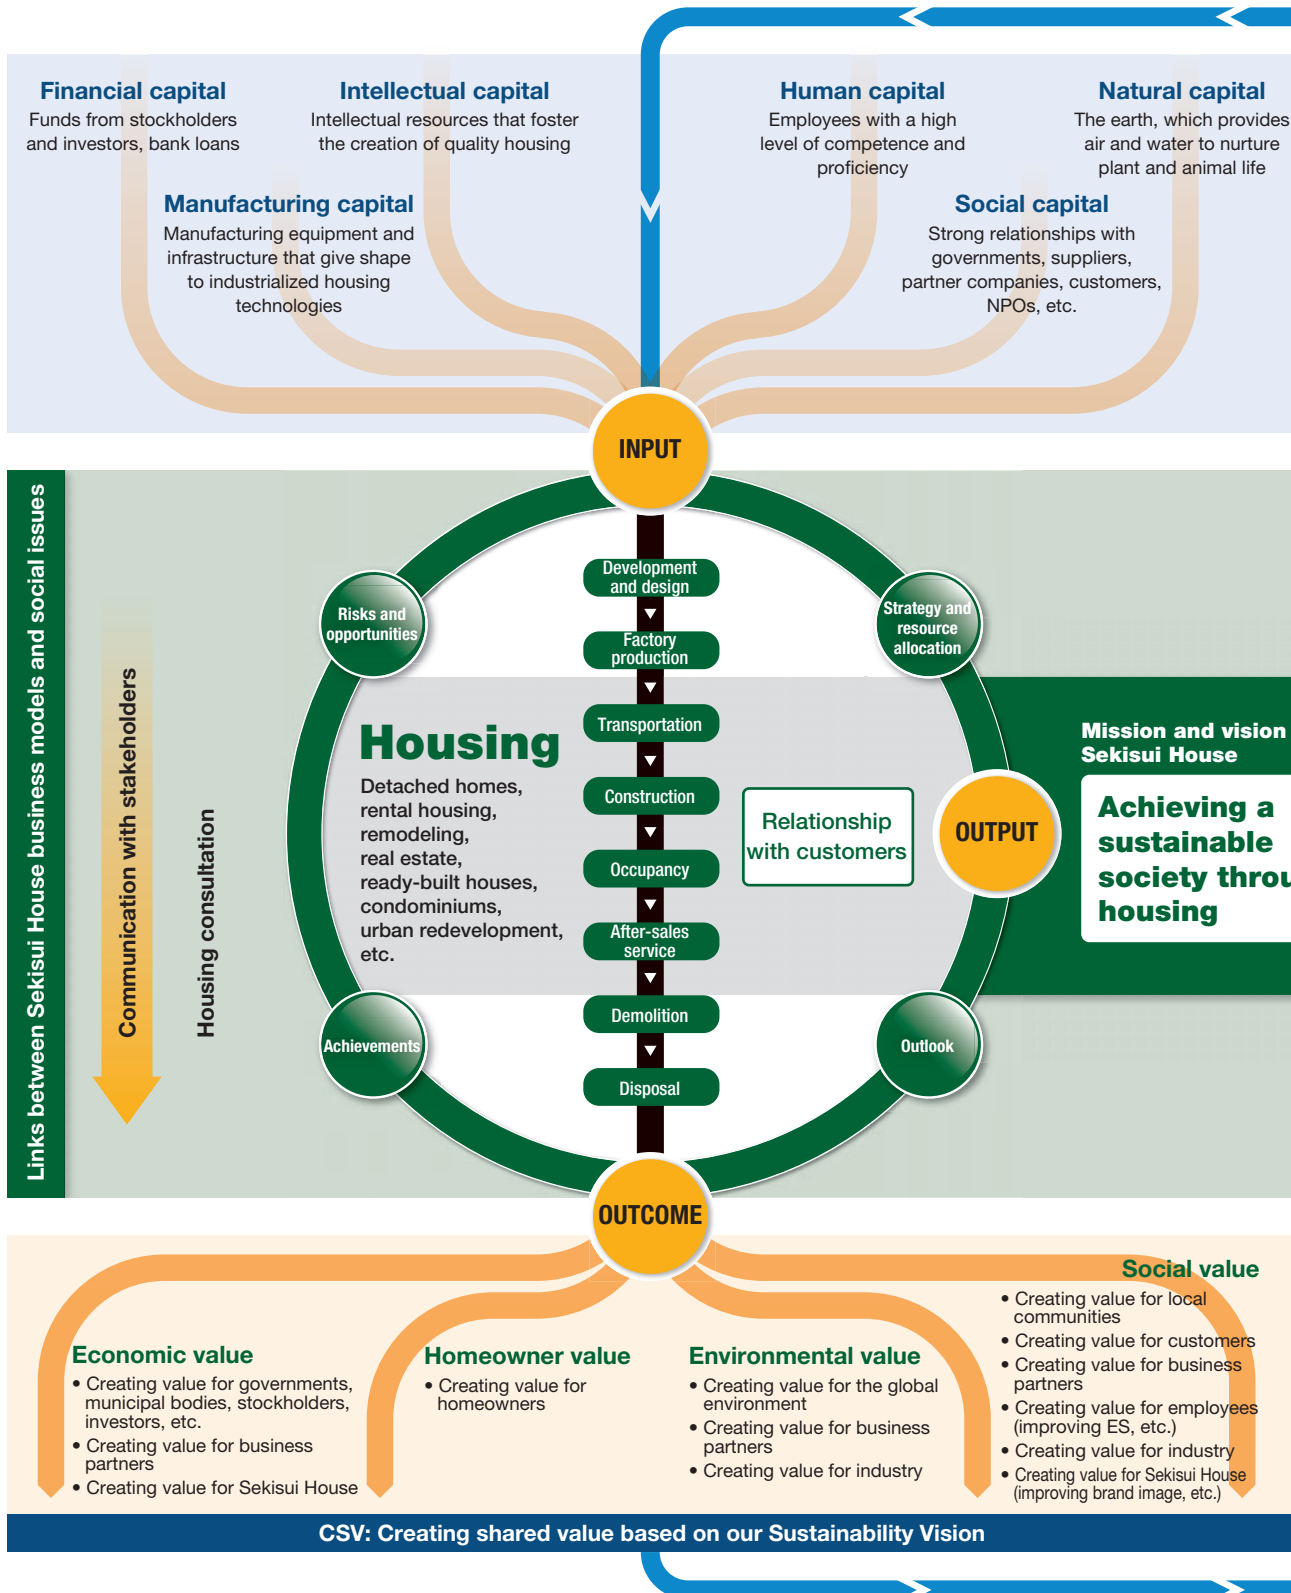 Financial capital
Funds from stockholders
and investors, bank loans
Intellectual capital
Intellectual resources that foster
the creation of quality housing
Human capital
Employees with a high
level of competence and
proficiency
Natural capital
The earth, which provides
air and water to nurture
plant and animal life
Manufacturing capital
Manufacturing equipment and
infrastructure that give shape
to industrialized housing
technologies
Social capital
Strong relationships with
governments, suppliers,
partner companies, customers,
NPOs, etc.
INPUT
Links between Sekisui House business models and social issues
Communication with stakeholders
Housing consultation
Risks and
opportunities
Strategy and
resource
allocation
Development
and design
Factory
production
Transportation
Construction
Occupancy
After-sales
service
Demolition
Disposal
Housing
Detached homes,
rental housing,
remodeling,
real estate,
ready-built houses,
condominiums,
urban redevelopment,
etc.
Relationship
with customers
OUTPUT
Mission and vision
Sekisui House
Achieving a
sustainable
society throu
housing
Achievements
Outlook
OUTCOME
Economic value
• Creating value for governments,
municipal bodies, stockholders,
investors, etc.
• Creating value for business
partners
• Creating value for Sekisui House
Homeowner value
• Creating value for
homeowners
Environmental value
• Creating value for the global
environment
• Creating value for business
partners
• Creating value for industry
Social value
• Creating value for local
communities
• Creating value for customers
• Creating value for business
partners
• Creating value for employees
(improving ES, etc.)
• Creating value for industry
• Creating value for Sekisui House
(improving brand image, etc.)
CSV: Creating shared value based on our Sustainability Vision